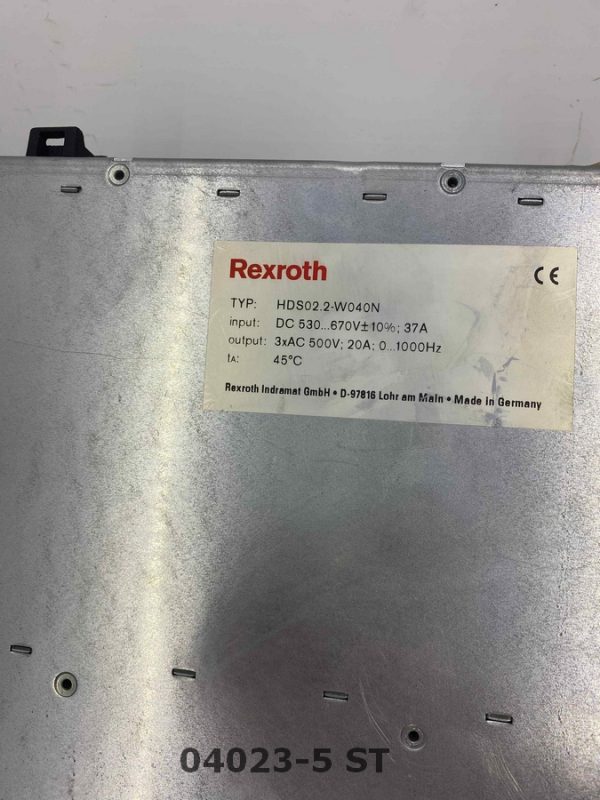 Rexroth
CE
TYP: HDS02.2-W040N
input: DC 530...670V±10%; 37A
output: 3xAC 500V; 20A; 0...1000Hz
tA: 45°C
Rexroth Indramat GmbH • D-97816 Lohr am Main • Made in Germany
04023-5 ST